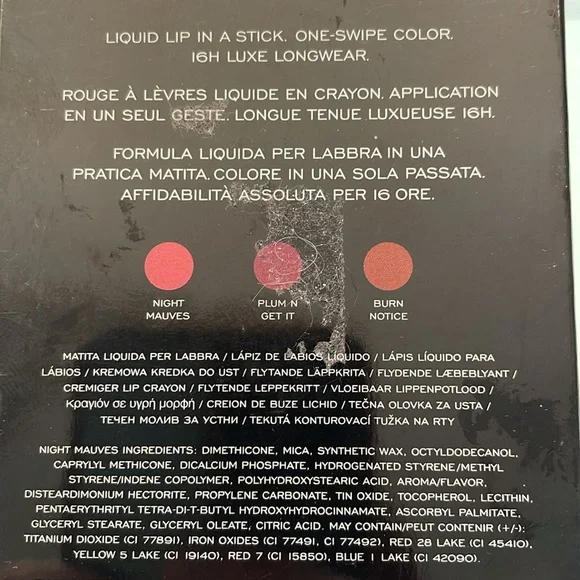 LIQUID LIP IN A STICK. ONE-SWIPE COLOR.
16H LUXE LONGWEAR.
ROUGE À LÈVRES LIQUIDE EN CRAYON. APPLICATION
EN UN SEUL GESTE. LONGUE TENUE LUXUEUSE 16H.
FORMULA LIQUIDA PER LABBRA IN UNA
PRATICA MATITA. COLORE IN UNA SOLA PASSATA.
AFFIDABILITÀ ASSOLUTA PER 16 ORE.
NIGHT
MAUVES
PLUM N
GET IT
BURN
NOTICE
MATITA LIQUIDA PER LABBRA / LÁPIZ DE LABIOS LÍQUIDO / LÁPIS LÍQUIDO PARA
LÁBIOS / KREMOWA KREDKA DO UST / FLYTANDE LÄPPKRITA / FLYDENDE LÆBEBLYANT /
CREMIGER LIP CRAYON / FLYTENDE LEPPEKRITT / VLOEIBAAR LIPPENPOTLOOD /
Κραγιόν σε υγρή μορφή / CREION DE BUZE LICHID / TEČNA OLOVKA ZA USTA /
ТЕЧЕН МОЛИВ ЗА УСТНИ / TEKUTÁ KONTUROVACÍ TUŽKA NA RTY
NIGHT MAUVES INGREDIENTS: DIMETHICONE, MICA, SYNTHETIC WAX, OCTYLDODECANOL,
CAPRYLYL METHICONE, DICALCIUM PHOSPHATE, HYDROGENATED STYRENE/METHYL
STYRENE/INDENE COPOLYMER, POLYHYDROXYSTEARIC ACID, AROMA/FLAVOR,
DISTEARDIMONIUM HECTORITE, PROPYLENE CARBONATE, TIN OXIDE, TOCOPHEROL, LECITHIN,
PENTAERYTHRITYL TETRA-DI-T-BUTYL HYDROXYHYDROCINNAMATE, ASCORBYL PALMITATE,
GLYCERYL STEARATE, GLYCERYL OLEATE, CITRIC ACID. MAY CONTAIN/PEUT CONTENIR (+/-):
TITANIUM DIOXIDE (CI 77891), IRON OXIDES (CI 77491, CI 77492), RED 28 LAKE (CI 45410),
YELLOW 5 LAKE (CI 19140), RED 7 (CI 15850), BLUE 1 LAKE (CI 42090).